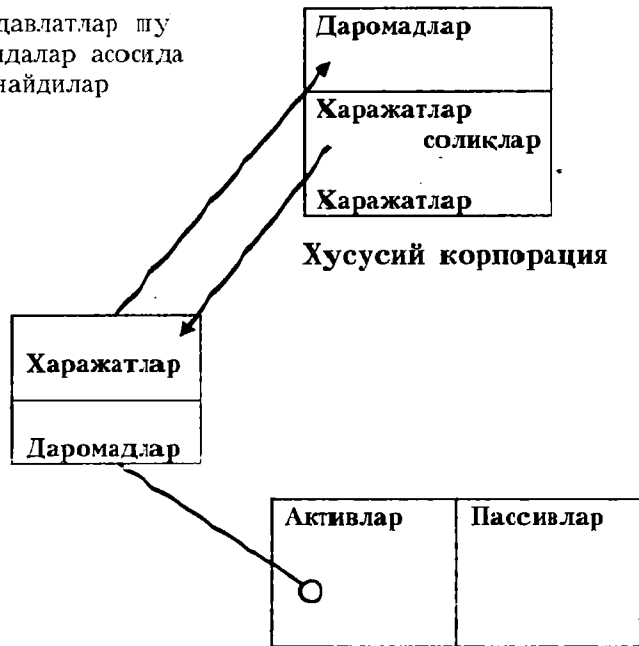 давлатлар шу
идалар асосида
найдилар
Даромадлар
Харажатлар
солиқлар
Харажатлар
Хусусий корпорация
Харажатлар
Даромадлар
Активлар
Пассивлар